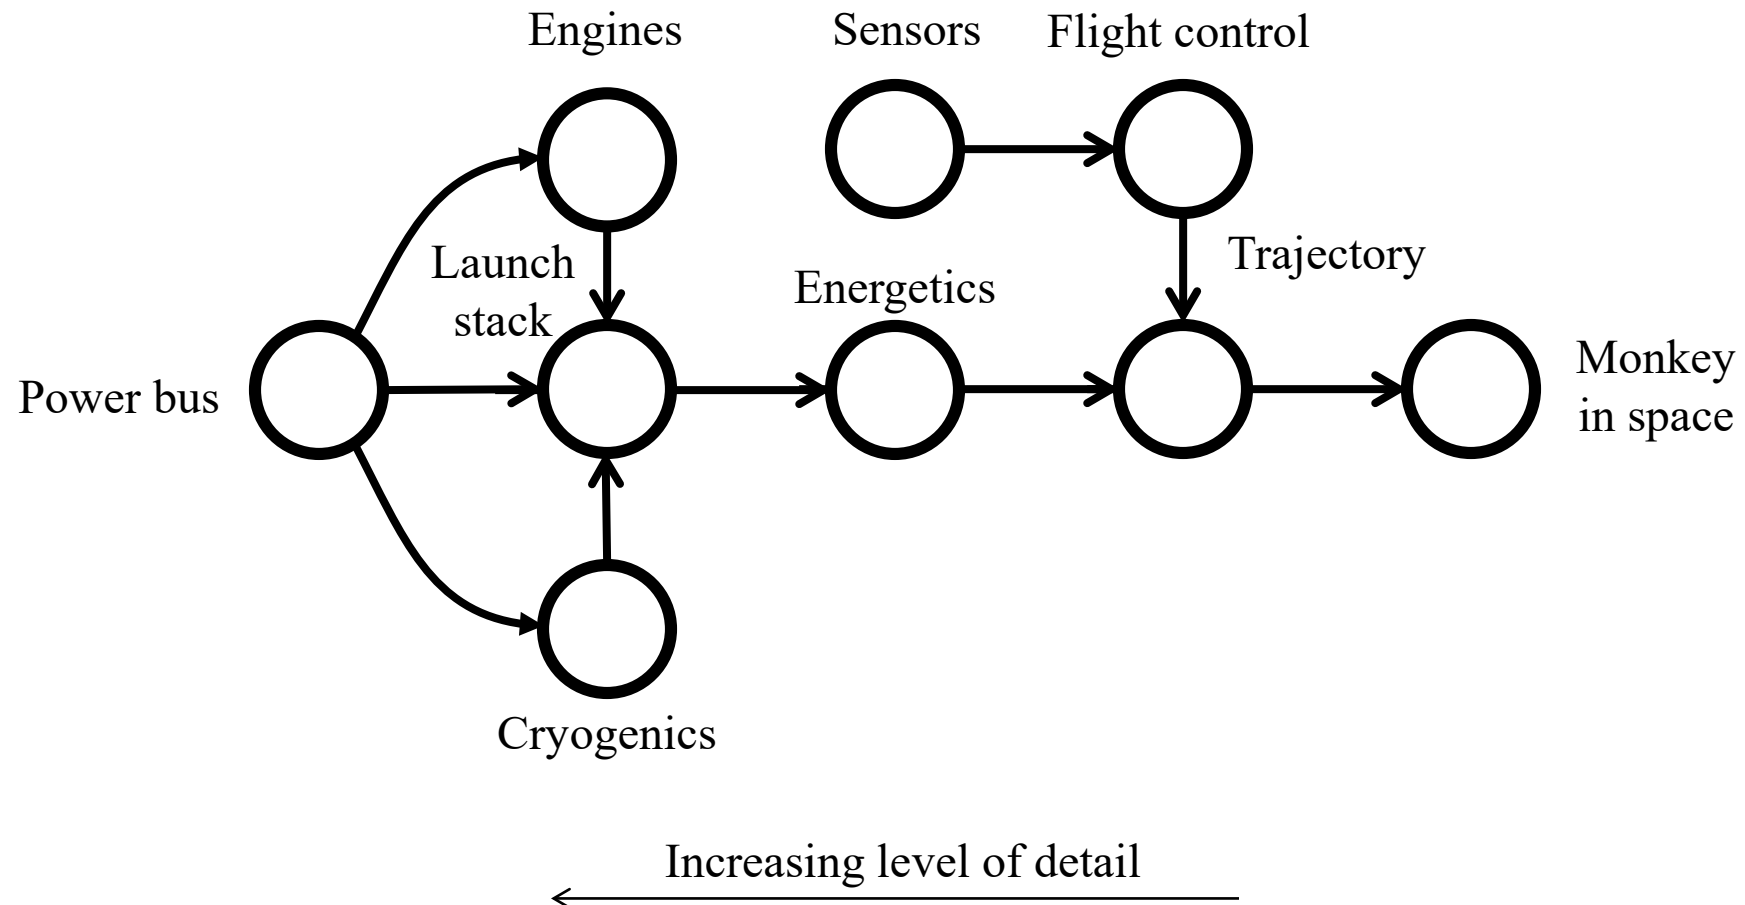 Engines
Sensors
Flight control
Launch
stack
Trajectory
Energetics
Power bus
Monkey
in space
Cryogenics
Increasing level of detail